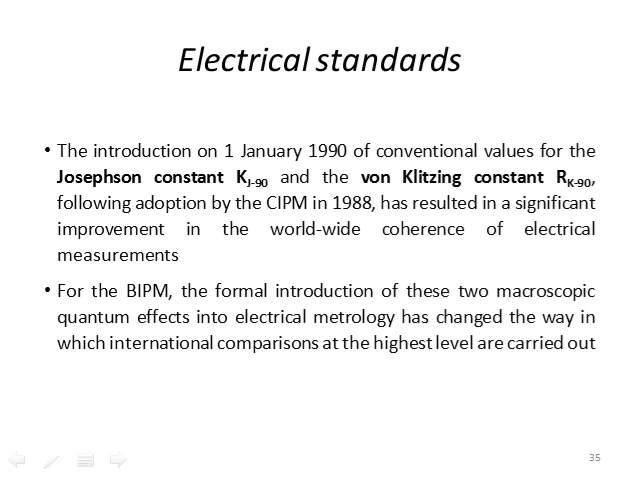 Electrical standards
• The introduction on 1 January 1990 of conventional values for the
Josephson constant K_J-90 and the von Klitzing constant R_K-90,
following adoption by the CIPM in 1988, has resulted in a significant
improvement in the world-wide coherence of electrical
measurements
• For the BIPM, the formal introduction of these two macroscopic
quantum effects into electrical metrology has changed the way in
which international comparisons at the highest level are carried out
35